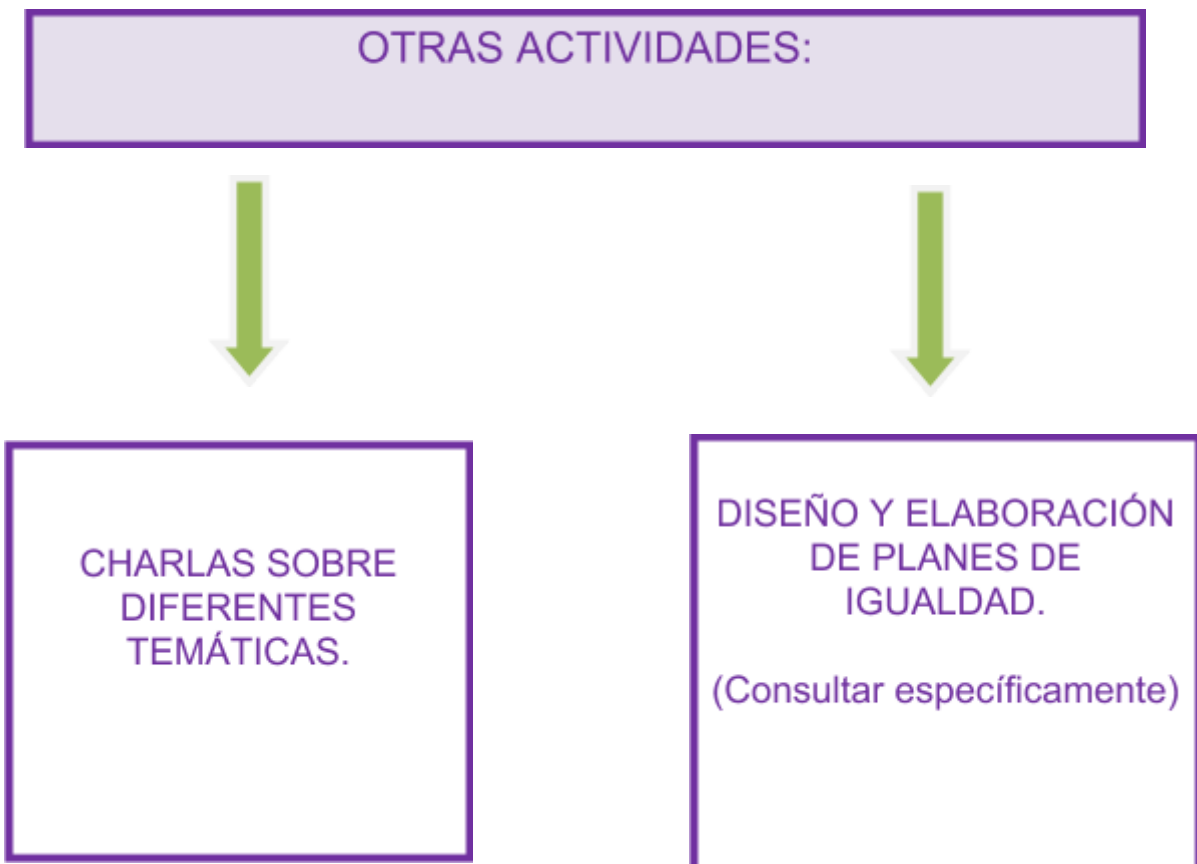 OTRAS ACTIVIDADES:
CHARLAS SOBRE
DIFERENTES
TEMÁTICAS.
DISEÑO Y ELABORACIÓN
DE PLANES DE
IGUALDAD.
(Consultar específicamente)